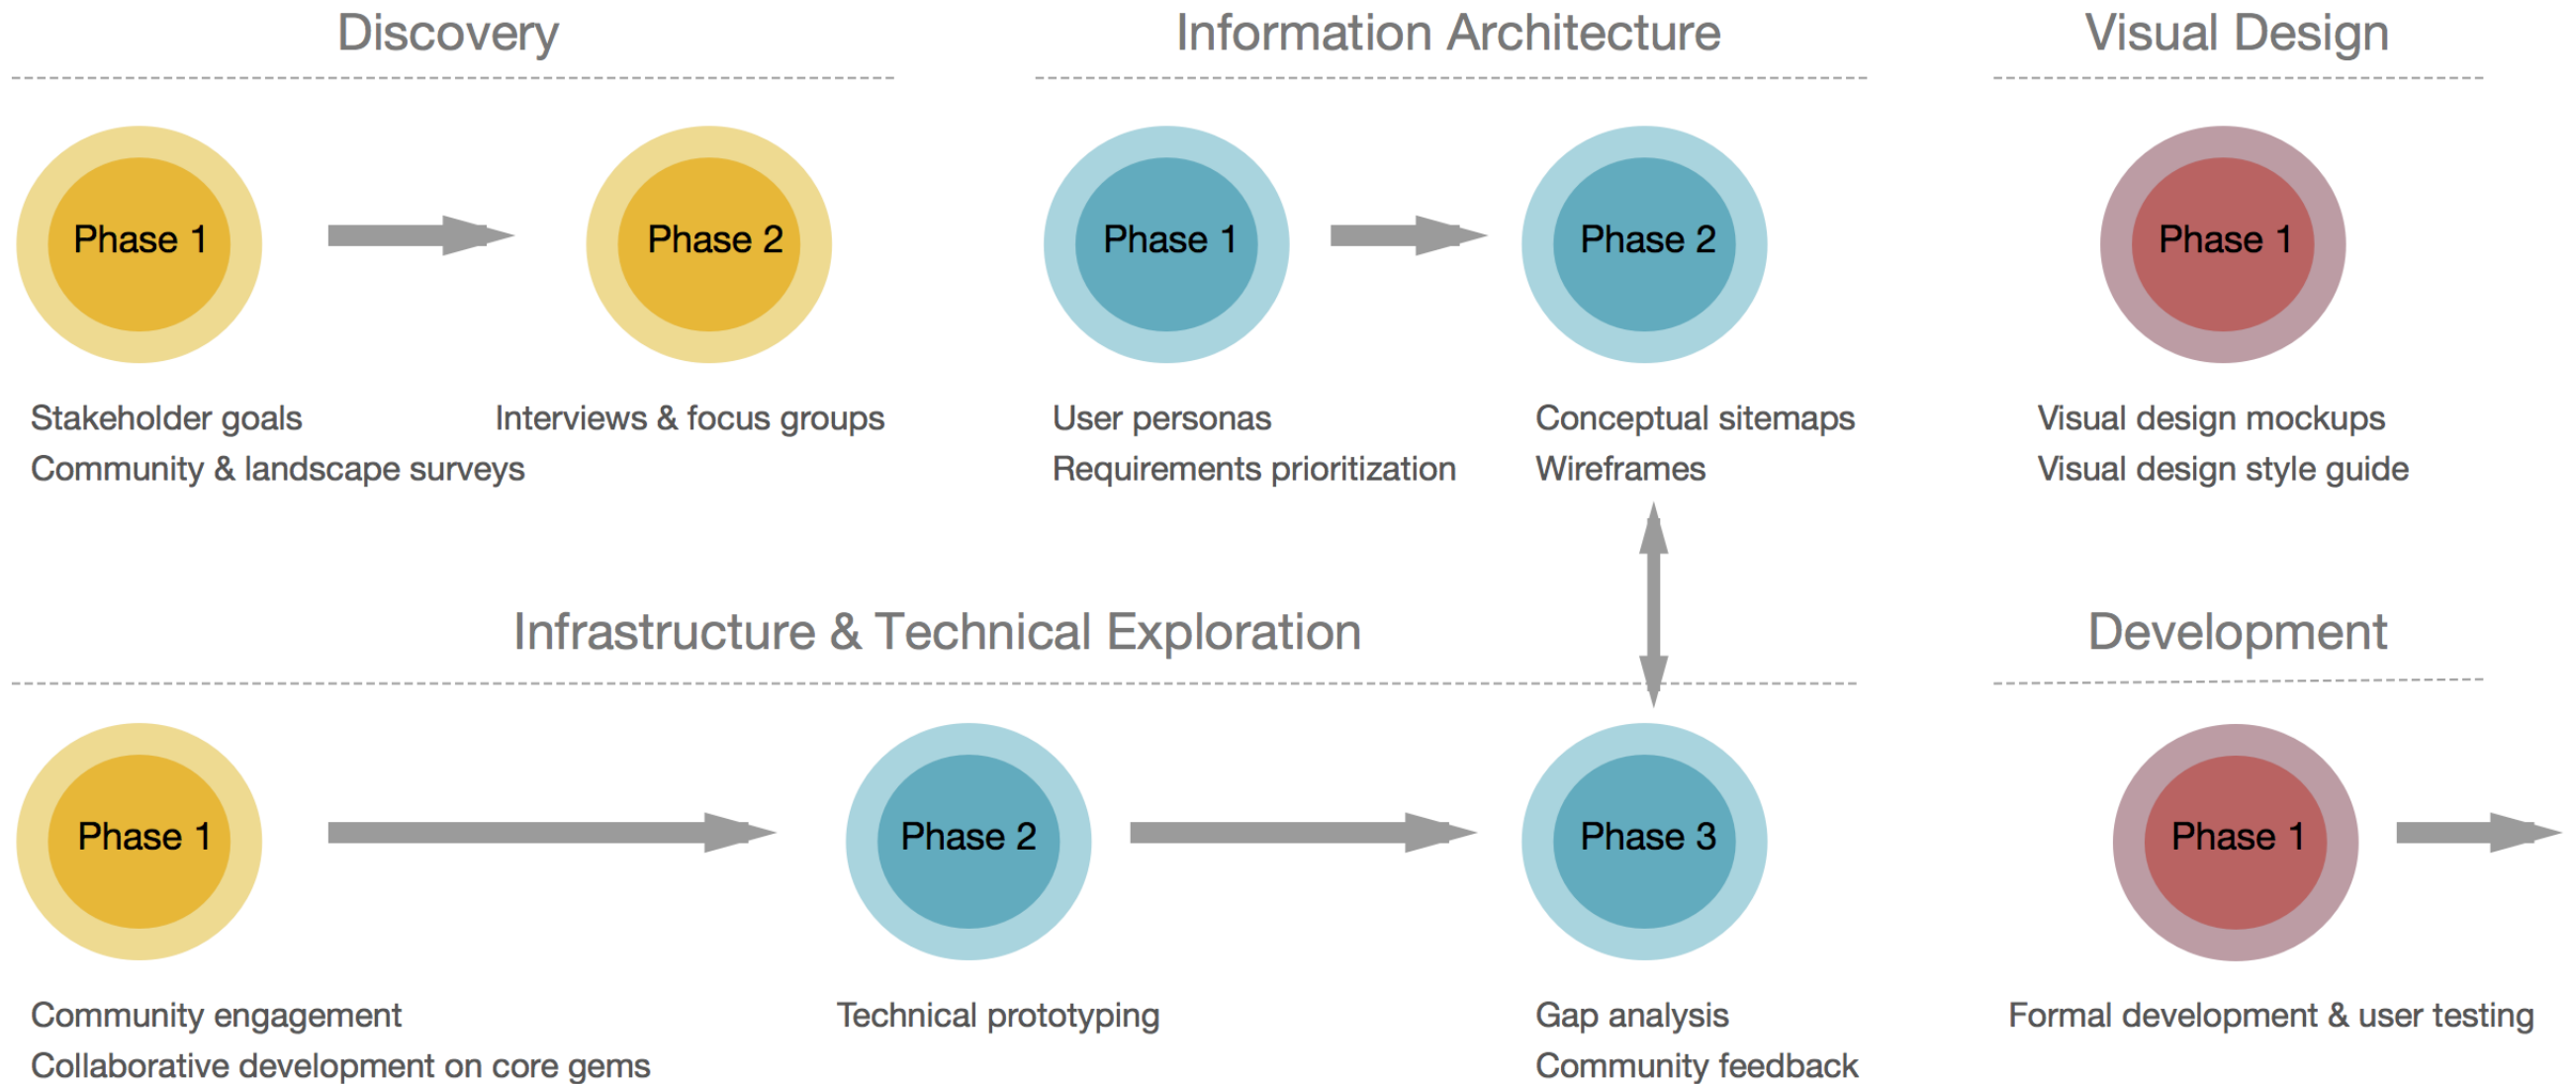 Discovery
Information Architecture
Visual Design
Phase 1
Phase 2
Phase 1
Phase 2
Phase 1
Stakeholder goals
Community & landscape surveys
Interviews & focus groups
User personas
Requirements prioritization
Conceptual sitemaps
Wireframes
Visual design mockups
Visual design style guide
Infrastructure & Technical Exploration
Development
Phase 1
Phase 2
Phase 3
Phase 1
Community engagement
Collaborative development on core gems
Technical prototyping
Gap analysis
Community feedback
Formal development & user testing